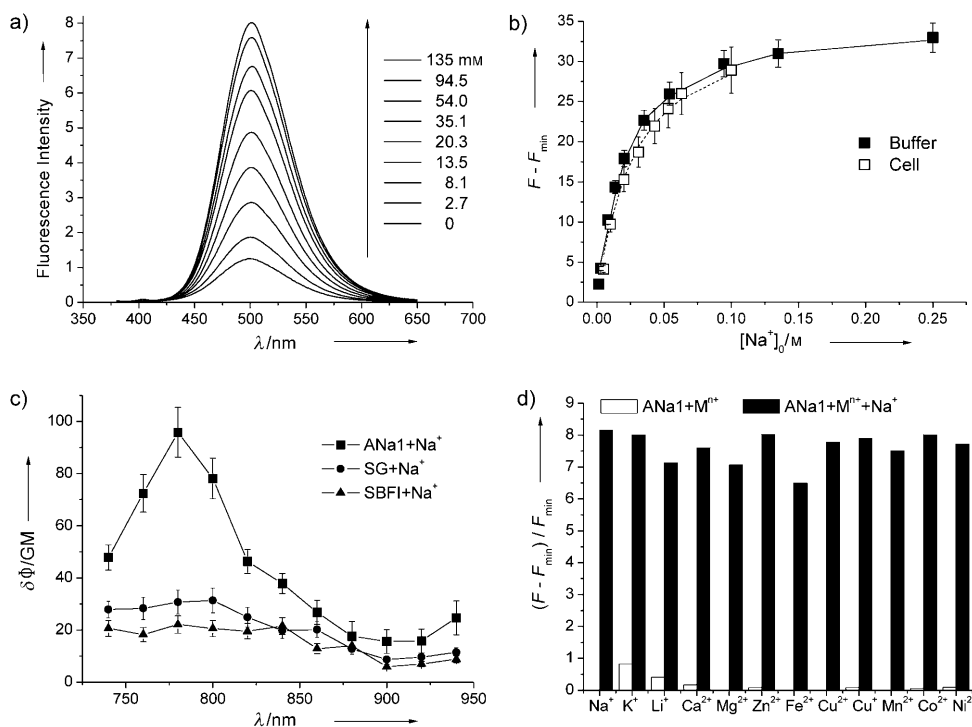 a)
Fluorescence Intensity
8
7
6
5
4
3
2
1
0
135 mM
94.5
54.0
35.1
20.3
13.5
8.1
2.7
0
350 400 450 500 550 600 650 700
λ/nm
b)
F - Fmin
40
35
30
25
20
15
10
5
0
Buffer
Cell
0.00 0.05 0.10 0.15 0.20 0.25
[Na⁺]₀/M
c)
δΦ/GM
100
80
60
40
20
0
ANa1+Na⁺
SG+Na⁺
SBFI+Na⁺
750 800 850 900 950
λ/nm
d)
(F - Fmin) / Fmin
9
8
7
6
5
4
3
2
1
0
ANa1+Mⁿ⁺
ANa1+Mⁿ⁺+Na⁺
Na⁺ K⁺ Li⁺ Ca²⁺ Mg²⁺ Zn²⁺ Fe²⁺ Cu²⁺ Cu⁺ Mn²⁺ Co²⁺ Ni²